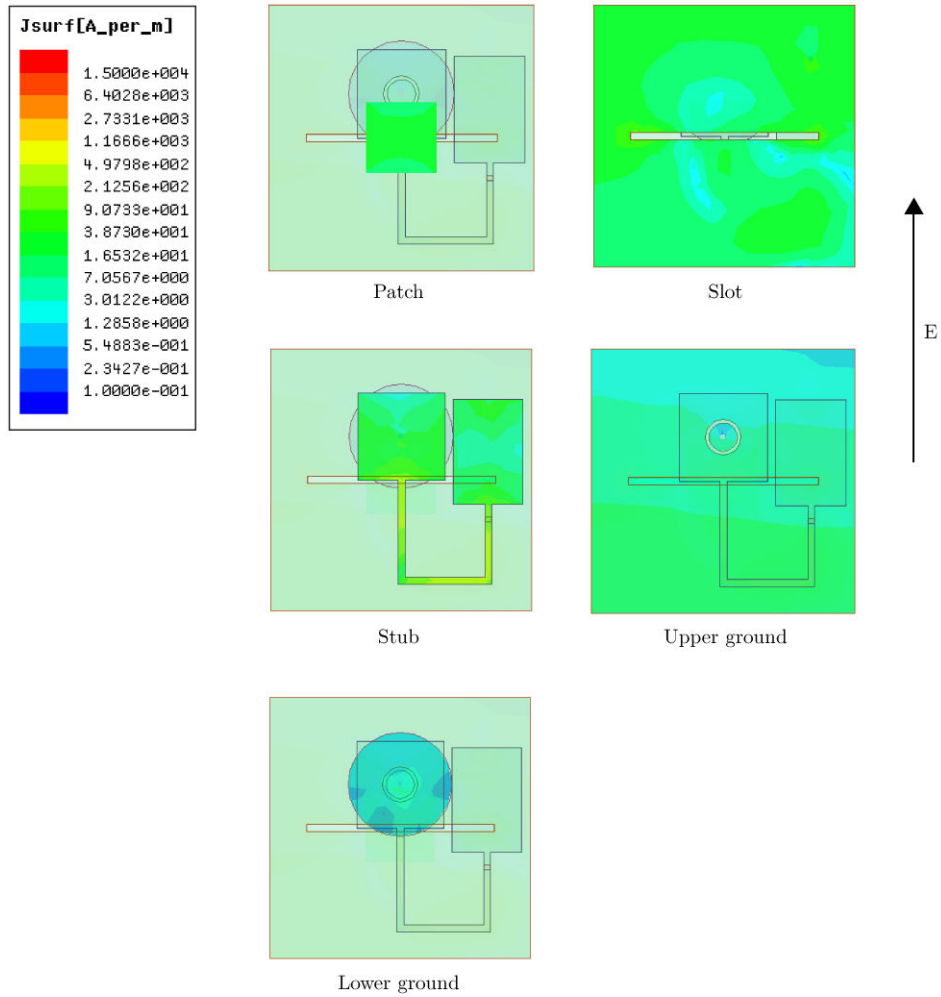 Jsurf[A_per_m]
1.5000e+004
6.4028e+003
2.7331e+003
1.1666e+003
4.9798e+002
2.1256e+002
9.0733e+001
3.8730e+001
1.6532e+001
7.0567e+000
3.0122e+000
1.2858e+000
5.4883e-001
2.3427e-001
1.0000e-001
Patch
Slot
E
Stub
Upper ground
Lower ground